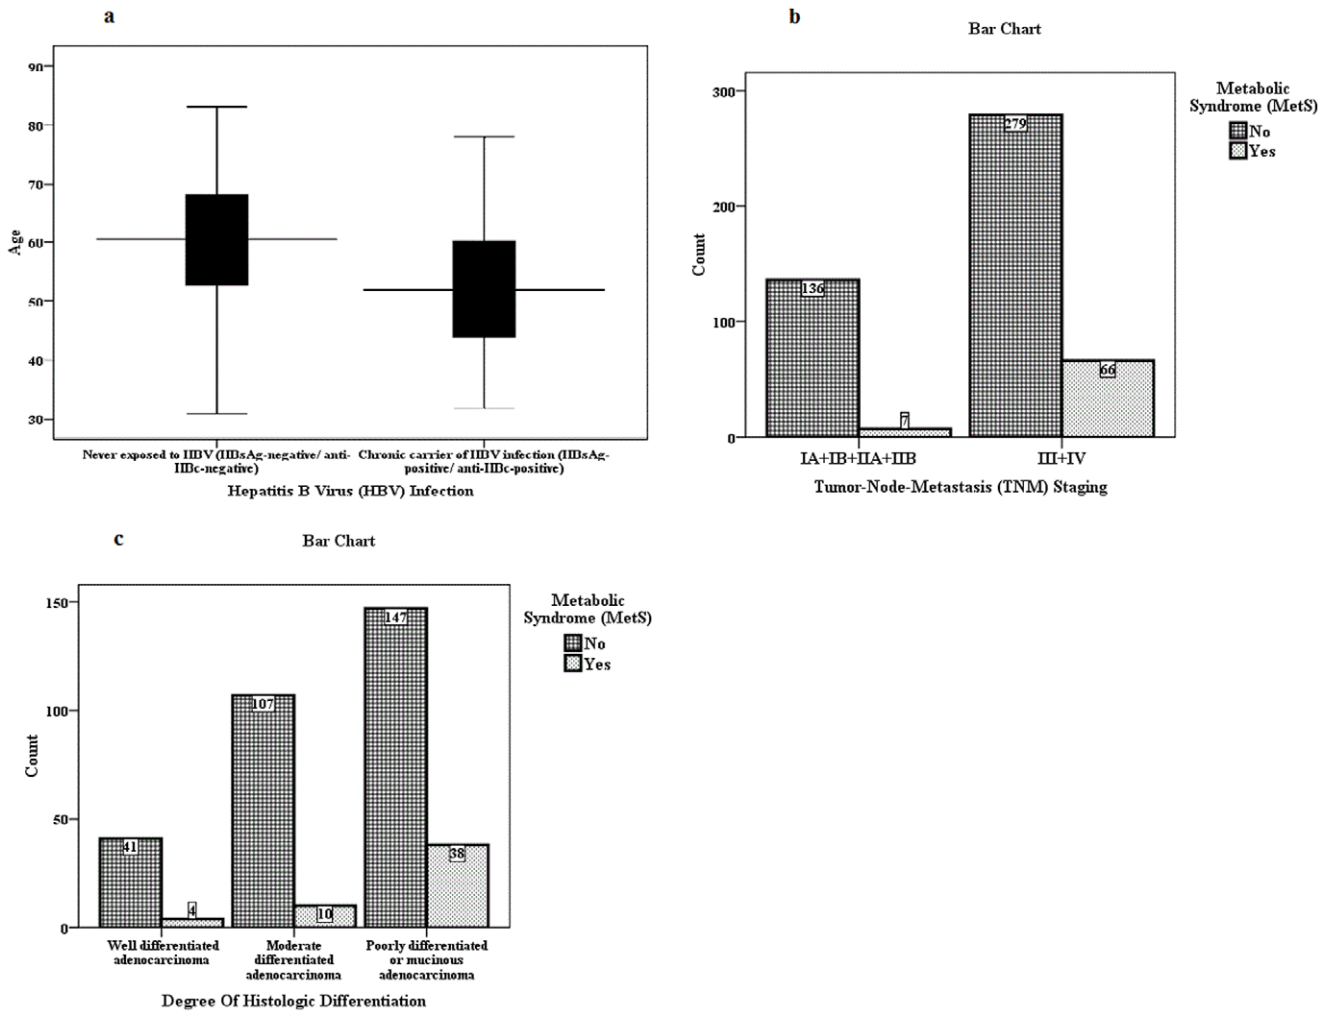 a
90
80
70
60
50
40
30
Age
Never exposed to HBV (HBsAg-negative/ anti-
HBc-negative)
Chronic carrier of HBV infection (HBsAg-
positive/ anti-HBc-positive)
Hepatitis B Virus (HBV) Infection
b
Bar Chart
300
200
100
0
Count
136
7
279
66
IA+IB+IIA+IIB
III+IV
Tumor-Node-Metastasis (TNM) Staging
Metabolic
Syndrome (MetS)
No
Yes
c
Bar Chart
150
100
50
0
Count
41
4
107
10
147
38
Well differentiated
adenocarcinoma
Moderate
differentiated
adenocarcinoma
Poorly differentiated
or mucinous
adenocarcinoma
Degree Of Histologic Differentiation
Metabolic
Syndrome (MetS)
No
Yes